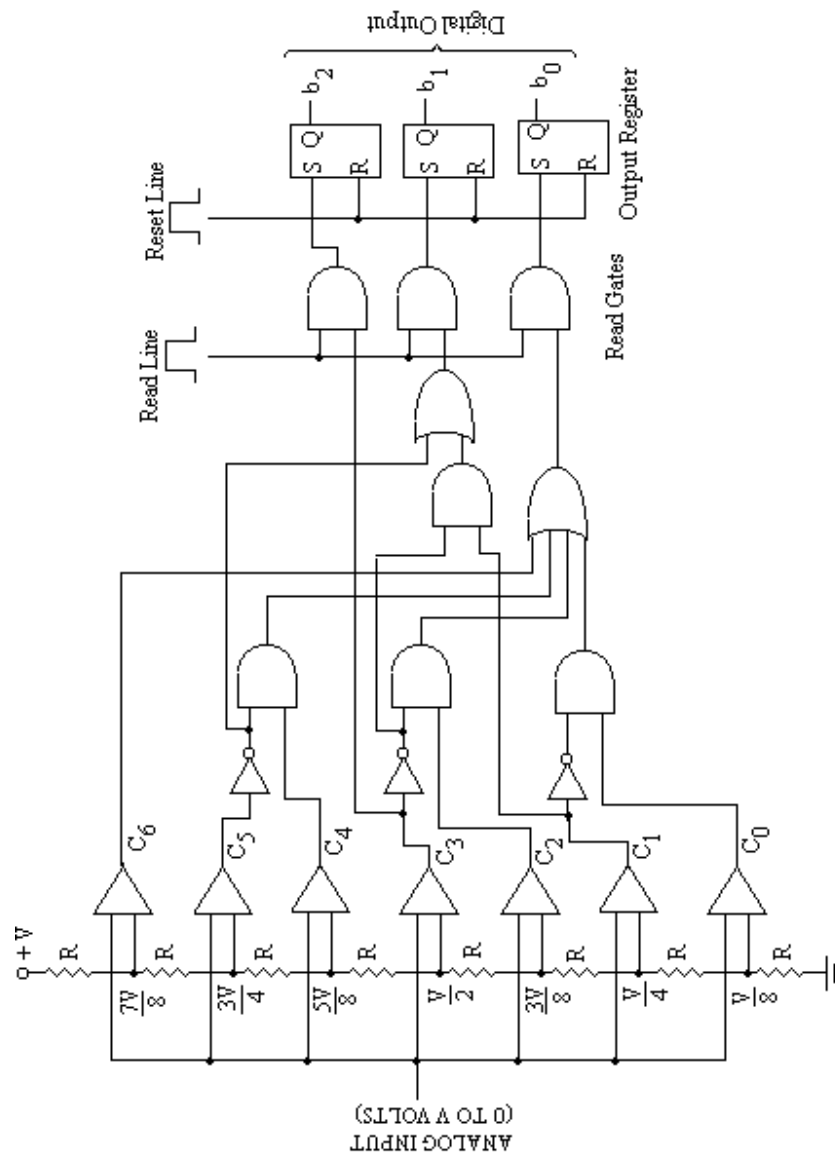 Digital Output
b2
b1
b0
Q
S
R
Q
S
R
Q
S
R
Output Register
Reset Line
Read Line
Read Gates
C6
C5
C4
C3
C2
C1
C0
+V
R
R
R
R
R
R
R
R
7V/8
3V/4
5V/8
V/2
3V/8
V/4
V/8
ANALOG INPUT
(0 TO V VOLTS)